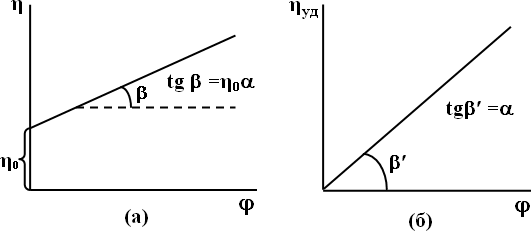 η
tg β =η₀α
β
η₀
φ
(а)
ηуд
tgβ′ =α
β′
φ
(б)